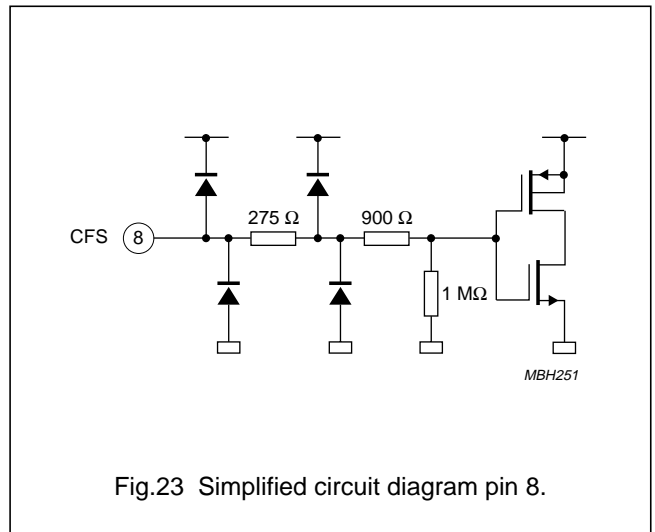 275 Ω 900 Ω
CFS 8
1 MΩ
MBH251
Fig.23 Simplified circuit diagram pin 8.